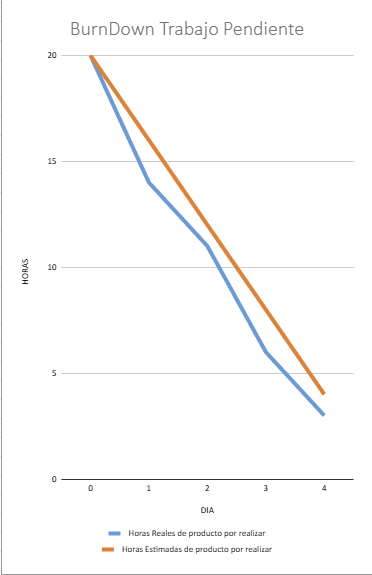 BurnDown Trabajo Pendiente
20
15
10
5
0
HORAS
0 1 2 3 4
DIA
Horas Reales de producto por realizar
Horas Estimadas de producto por realizar